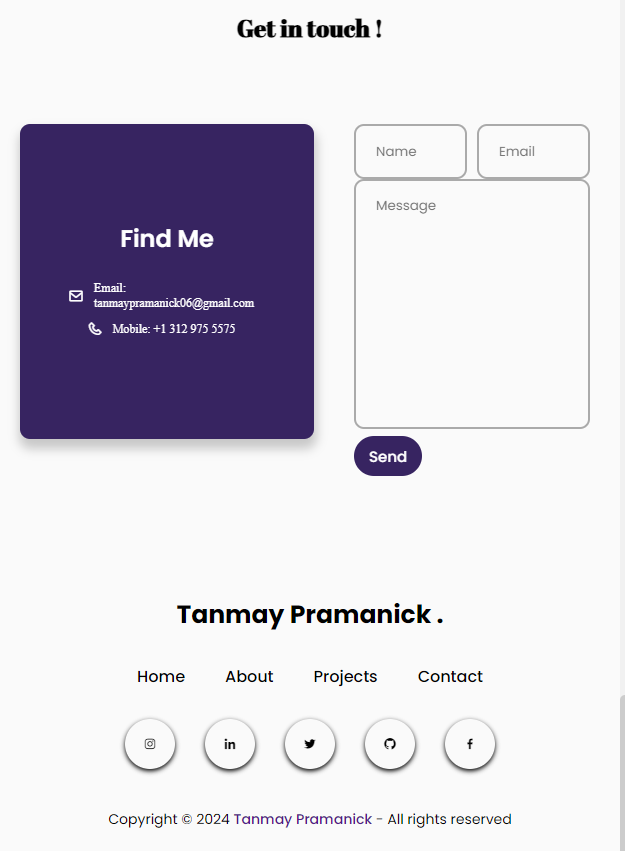 Get in touch !
Find Me
Email:
tanmaypramanick06@gmail.com
Mobile: +1 312 975 5575
Name
Email
Message
Send
Tanmay Pramanick .
Home About Projects Contact
Copyright © 2024 Tanmay Pramanick - All rights reserved